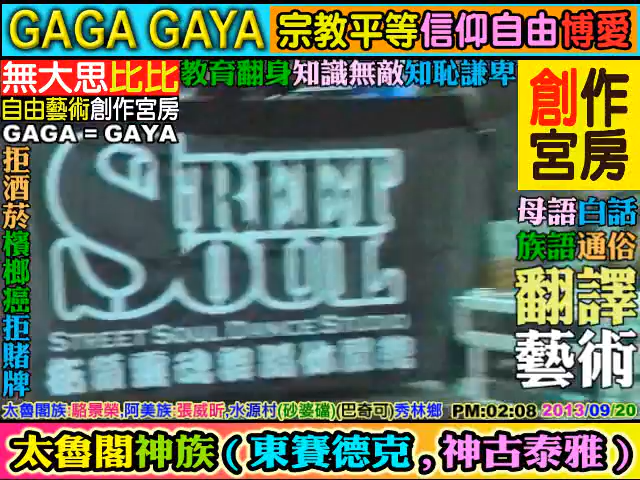 GAGA GAYA 宗教平等信仰自由博愛
無大思比比教育翻身知識無敵知恥謙卑
自由藝術創作宮房
GAGA = GAYA
創作
宮房
拒酒菸檳榔癌拒賭牌
STREET
SOUL
STREET SOUL DANCE STUDIO
母語白話
族語通俗
翻譯
藝術
太魯閣族:駱景榮.阿美族:張威昕,水源村(砂婆礑)(巴奇可)秀林鄉 PM:02:08 2013/09/20
太魯閣神族(東賽德克,神古泰雅)